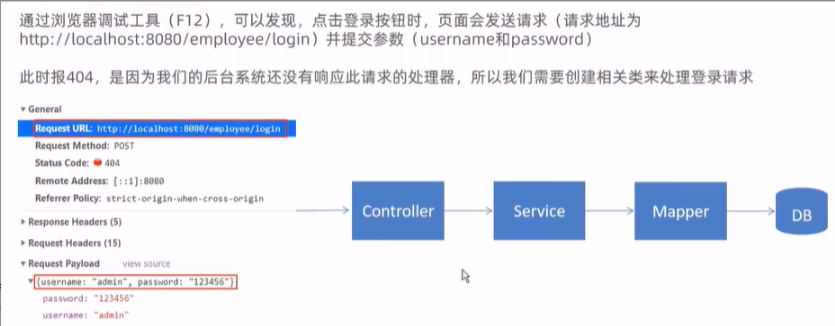 通过浏览器调试工具（F12），可以发现，点击登录按钮时，页面会发送请求（请求地址为
http://localhost:8080/employee/login）并提交参数（username和password）
此时报404，是因为我们的后台系统还没有响应此请求的处理器，所以我们需要创建相关类来处理登录请求
General
Request URL: http://localhost:8080/employee/login
Request Method: POST
Status Code: 404
Remote Address: [::1]:8080
Referrer Policy: strict-origin-when-cross-origin
Response Headers (5)
Request Headers (15)
Request Payload view source
{username: "admin", password: "123456"}
password: "123456"
username: "admin"
Controller
Service
Mapper
DB